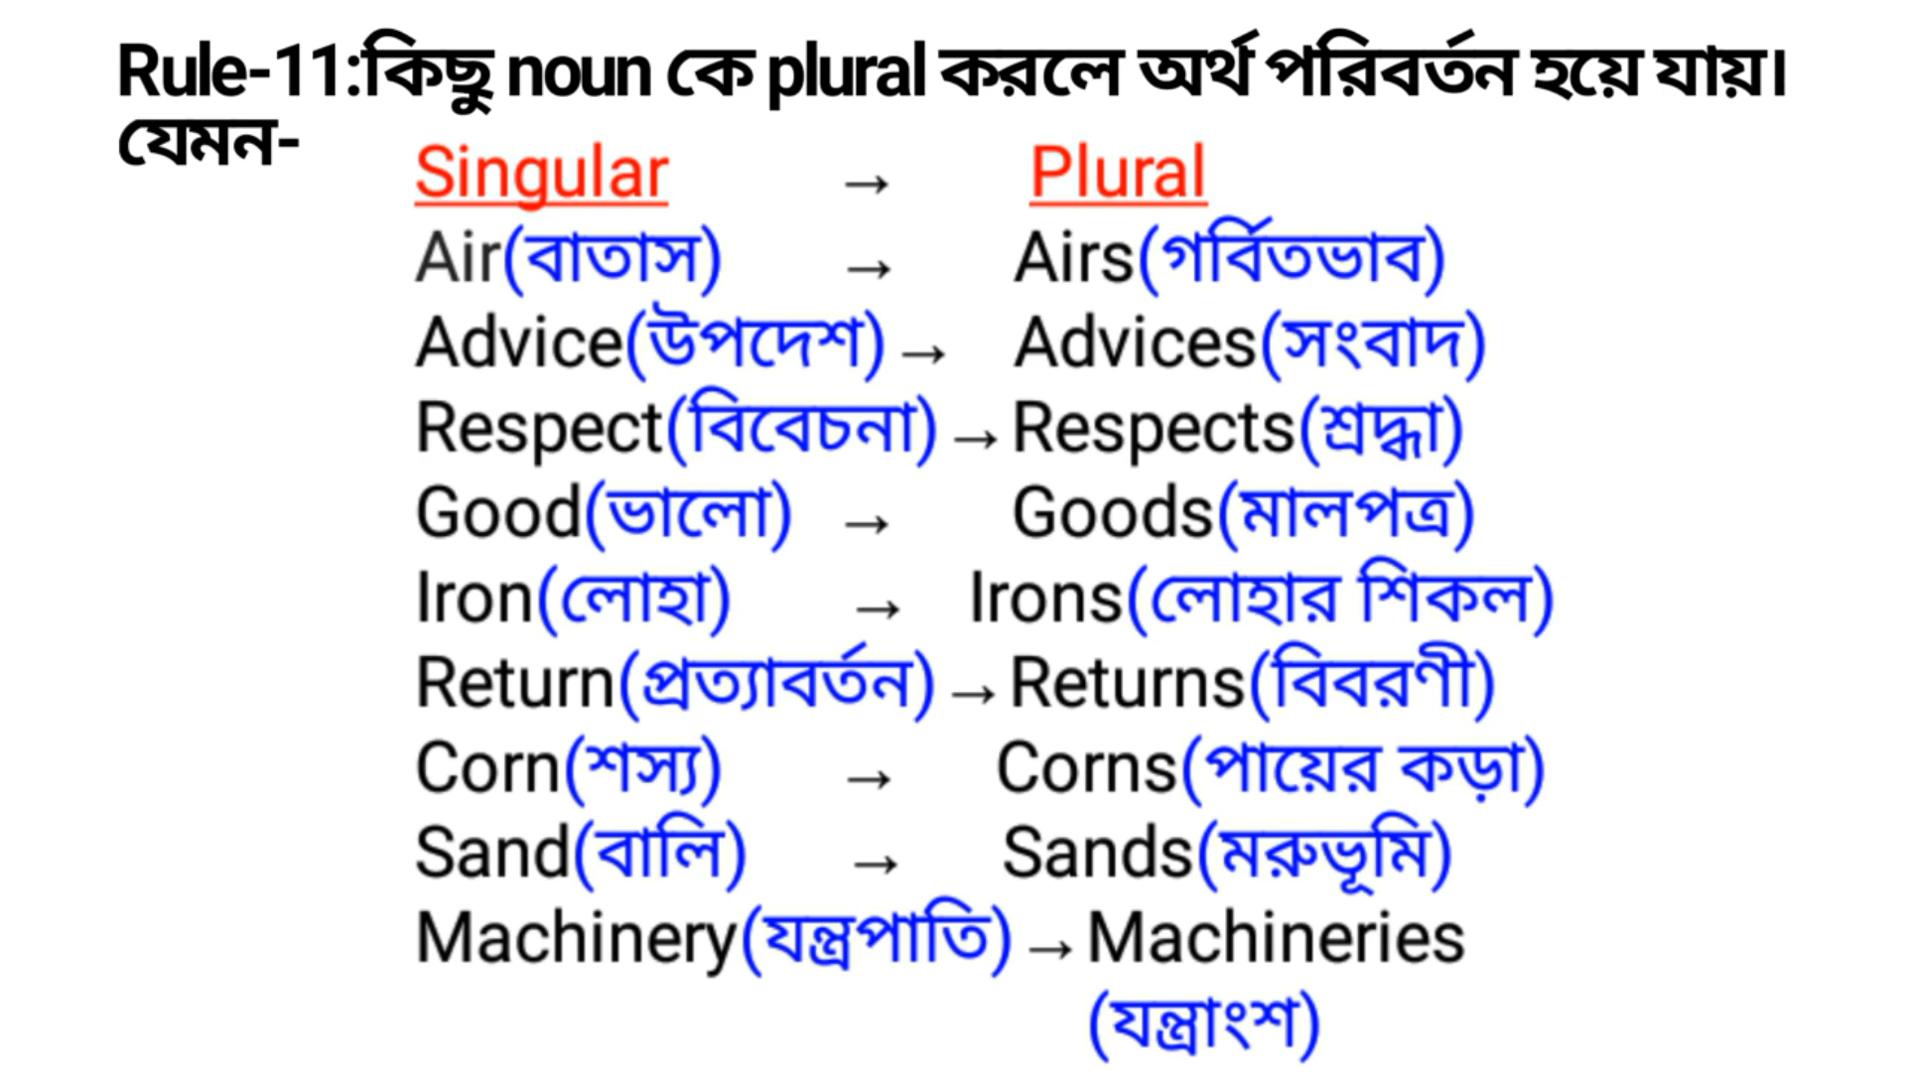 Rule-11:কিছু noun কে plural করলে অর্থ পরিবর্তন হয়ে যায়।
যেমন-
Singular → Plural
Air(বাতাস) → Airs(গর্বিতভাব)
Advice(উপদেশ)→ Advices(সংবাদ)
Respect(বিবেচনা)→Respects(শ্রদ্ধা)
Good(ভালো) → Goods(মালপত্র)
Iron(লোহা) → Irons(লোহার শিকল)
Return(প্রত্যাবর্তন)→Returns(বিবরণী)
Corn(শস্য) → Corns(পায়ের কড়া)
Sand(বালি) → Sands(মরুভূমি)
Machinery(যন্ত্রপাতি)→Machineries
(যন্ত্রাংশ)